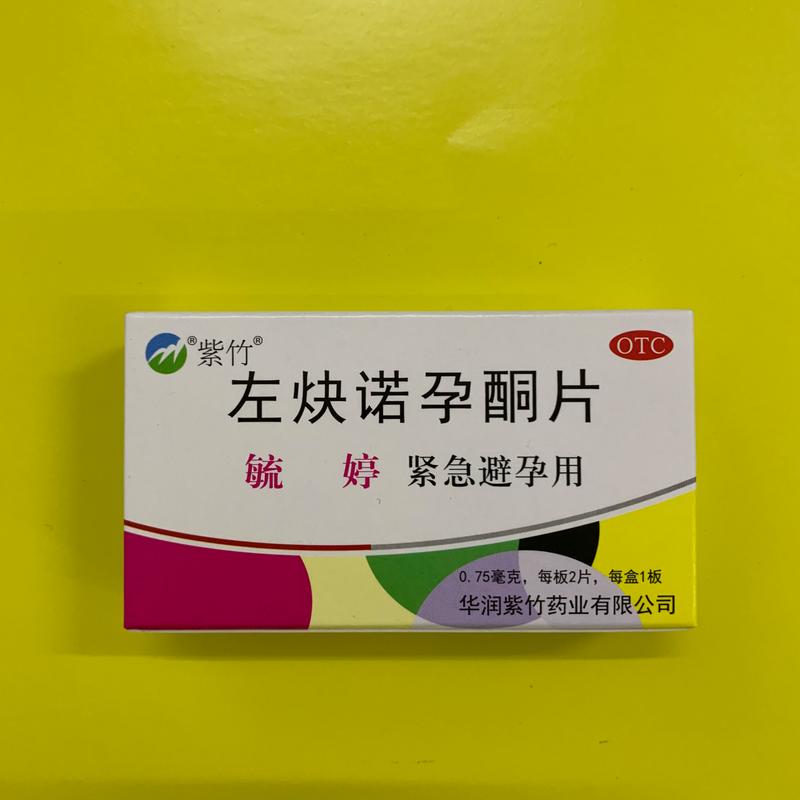 ®紫竹®
OTC
左炔诺孕酮片
毓婷 紧急避孕用
0.75毫克，每板2片，每盒1板
华润紫竹药业有限公司